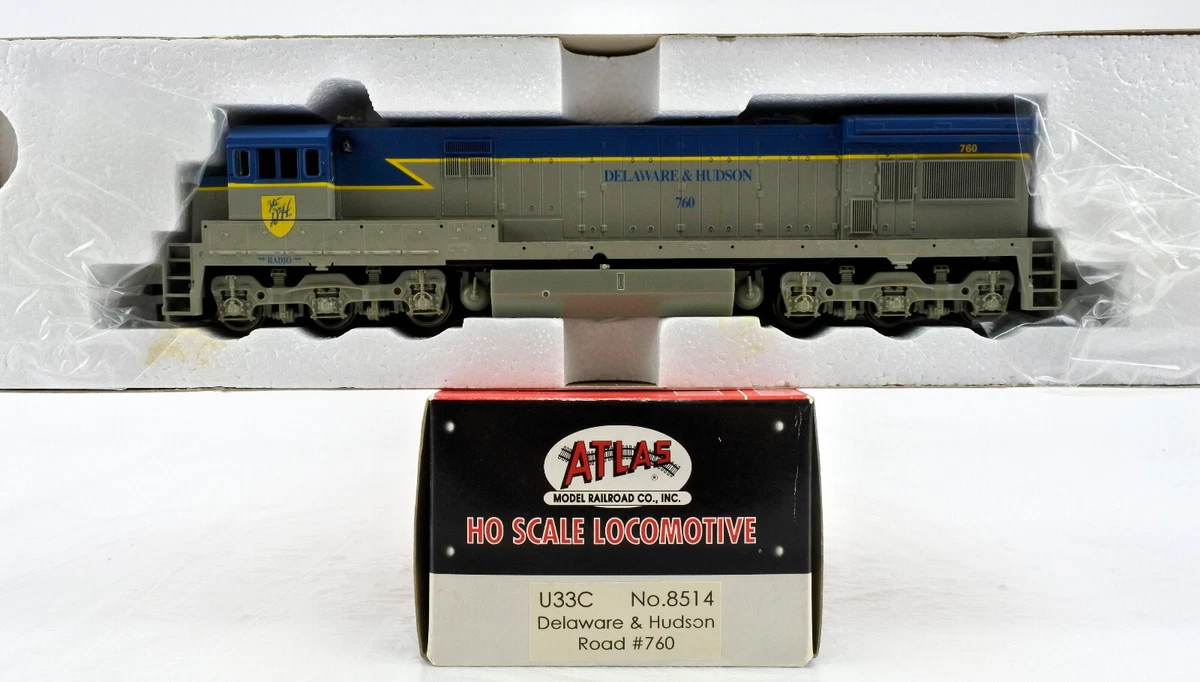 760
DELAWARE & HUDSON
760
The D&H
RADIO
ATLAS
®
MODEL RAILROAD CO., INC.
HO SCALE LOCOMOTIVE
U33C No.8514
Delaware & Hudson
Road #760